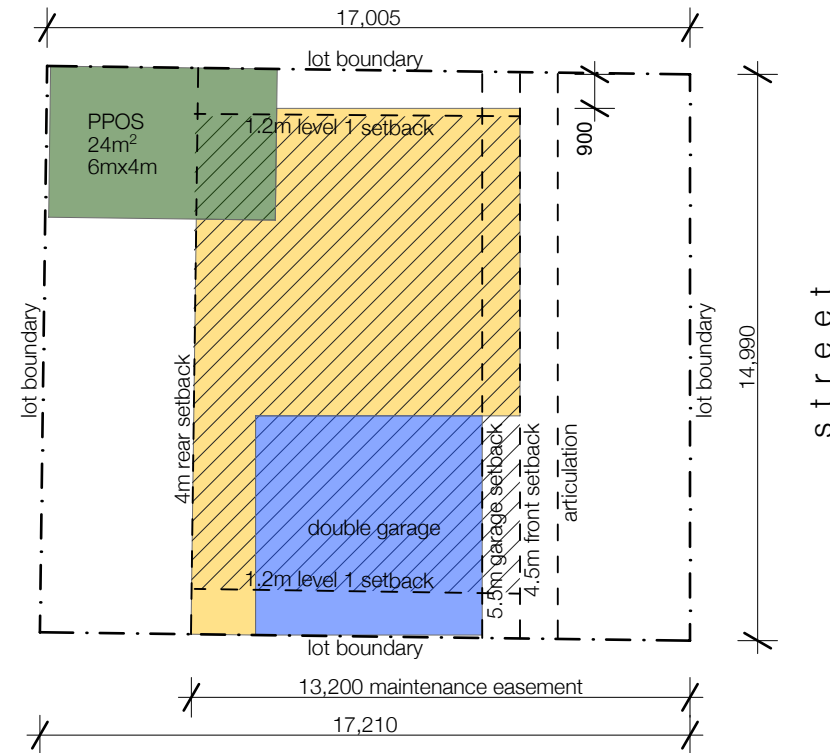 17,005
lot boundary
PPOS
24m²
6mx4m
1.2m level 1 setback
900
lot boundary
4m rear setback
double garage
5.5m garage setback
4.5m front setback
articulation
lot boundary
14,990
street
1.2m level 1 setback
lot boundary
13,200 maintenance easement
17,210